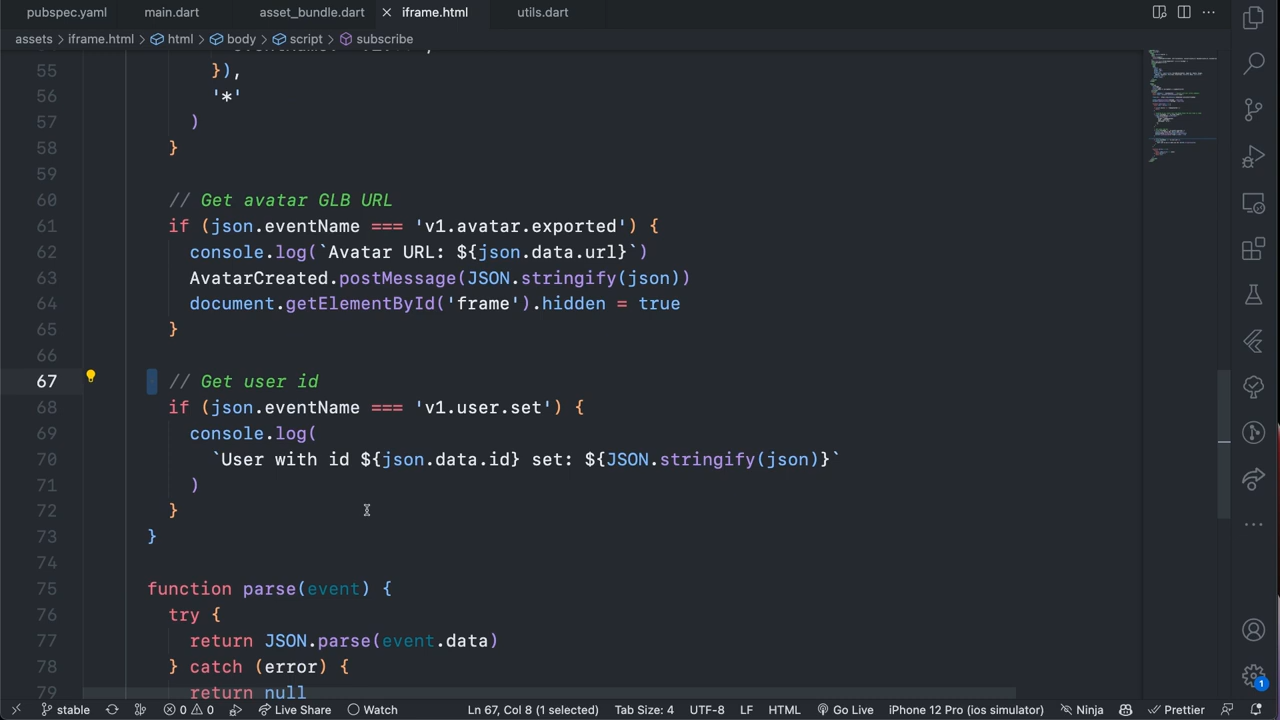 pubspec.yaml main.dart asset_bundle.dart iframe.html utils.dart
assets > iframe.html > html > body > script > subscribe
55 }),
56 '*'
57 )
58 }
59
60 // Get avatar GLB URL
61 if (json.eventName === 'v1.avatar.exported') {
62 console.log(`Avatar URL: ${json.data.url}`)
63 AvatarCreated.postMessage(JSON.stringify(json))
64 document.getElementById('frame').hidden = true
65 }
66
67 // Get user id
68 if (json.eventName === 'v1.user.set') {
69 console.log(
70 `User with id ${json.data.id} set: ${JSON.stringify(json)}`
71 )
72 }
73 }
74
75 function parse(event) {
76 try {
77 return JSON.parse(event.data)
78 } catch (error) {
79 return null
1
stable 0 0 Live Share Watch Ln 67, Col 8 (1 selected) Tab Size: 4 UTF-8 LF HTML Go Live iPhone 12 Pro (ios simulator) Ninja Prettier